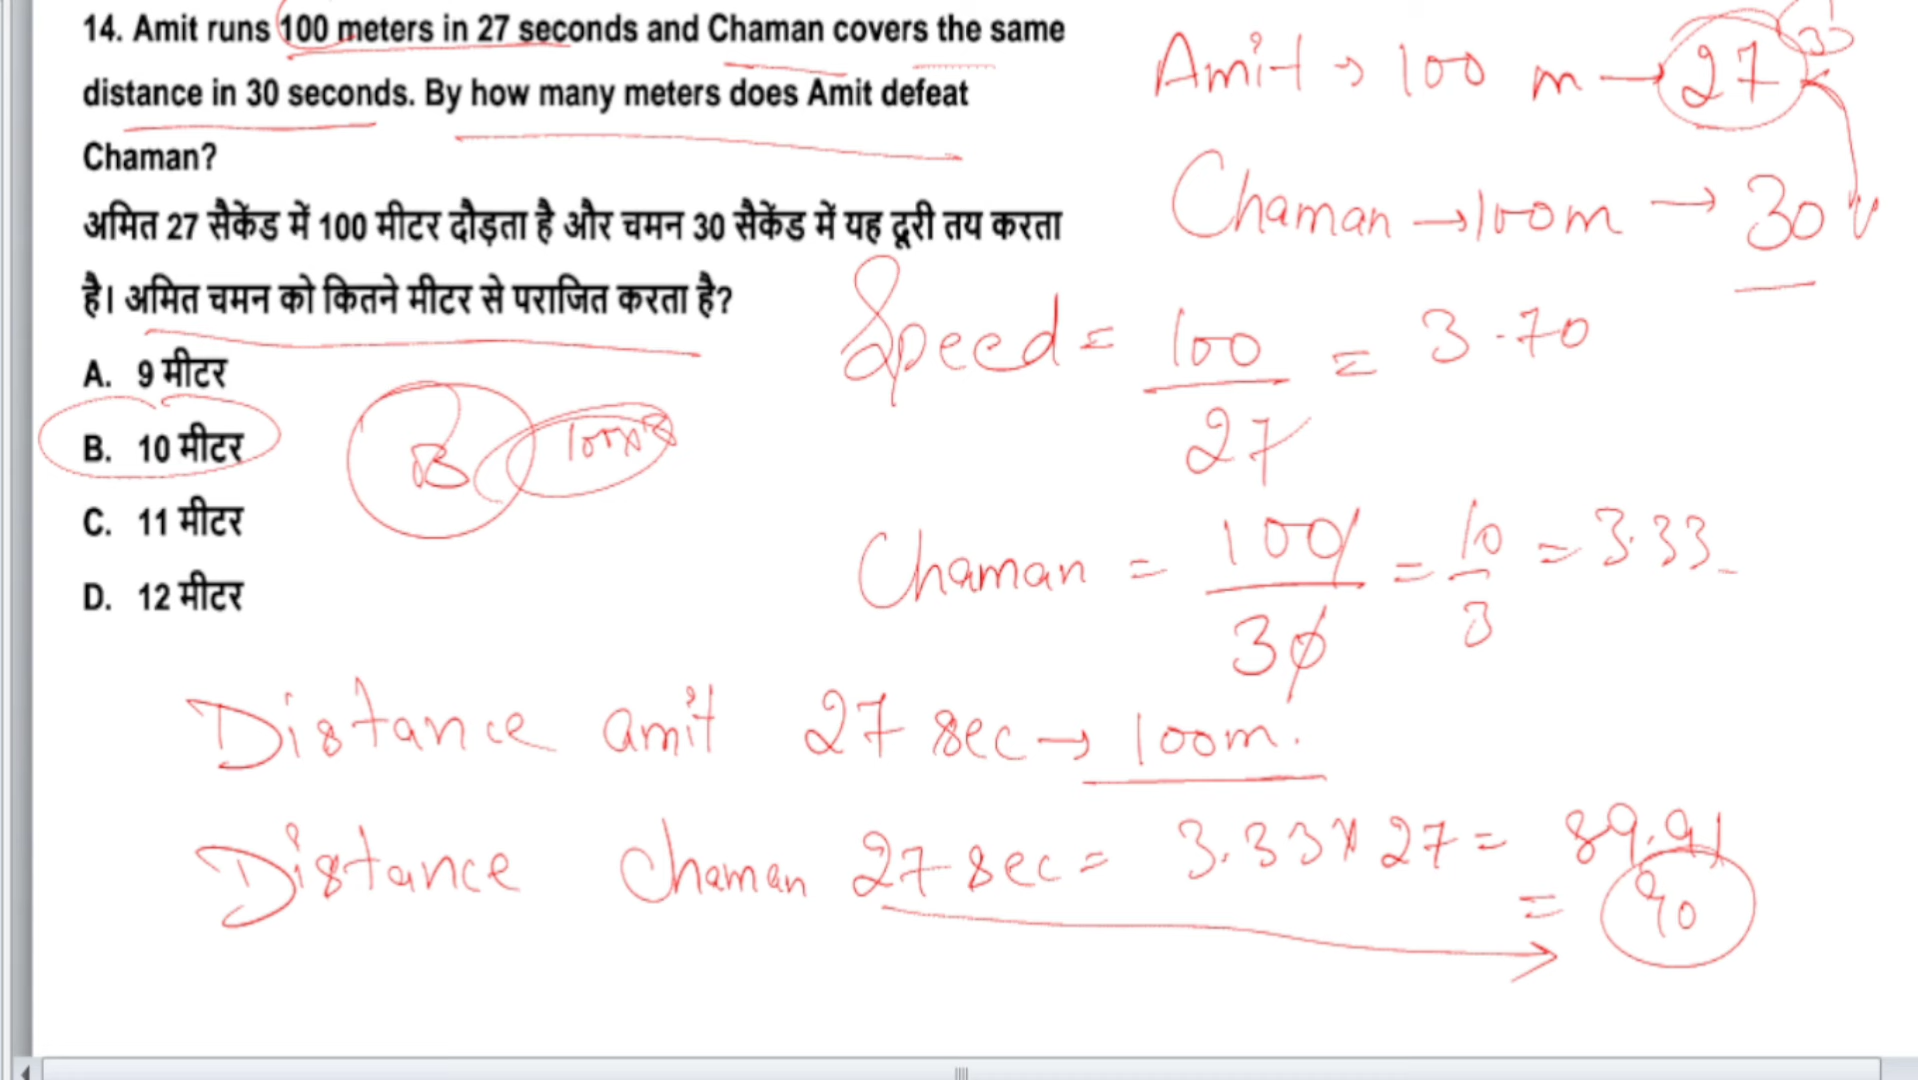 14. Amit runs 100 meters in 27 seconds and Chaman covers the same
distance in 30 seconds. By how many meters does Amit defeat
Chaman?
अमित 27 सैकेंड में 100 मीटर दौड़ता है और चमन 30 सैकेंड में यह दूरी तय करता
है। अमित चमन को कितने मीटर से पराजित करता है?
A. 9 मीटर
B. 10 मीटर
C. 11 मीटर
D. 12 मीटर
B
Amit → 100 m → 27
Chaman → 100m → 30
Speed = 100/27 = 3.70
Chaman = 100/30 = 10/3 = 3.33
Distance amit 27 sec → 100m.
Distance Chaman 27 sec = 3.33 x 27 = 89.91
= 90